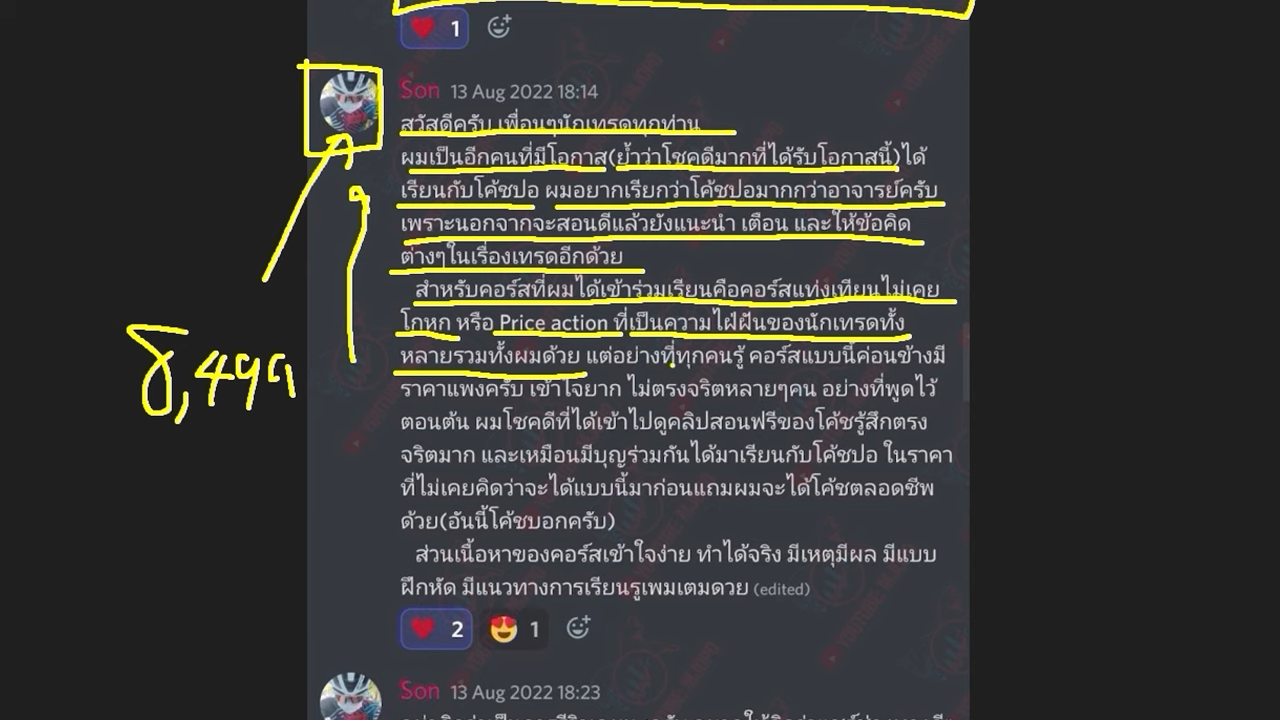 1
Son 13 Aug 2022 18:14
สวัสดีครับ เพื่อนๆนักเทรดทุกท่าน
ผมเป็นอีกคนที่มีโอกาส(ย้ำว่าโชคดีมากที่ได้รับโอกาสนี้)ได้
เรียนกับโค้ชปอ ผมอยากเรียกว่าโค้ชปอมากกว่าอาจารย์ครับ
เพราะนอกจากจะสอนดีแล้วยังแนะนำ เตือน และให้ข้อคิด
ต่างๆในเรื่องเทรดอีกด้วย
สำหรับคอร์สที่ผมได้เข้าร่วมเรียนคือคอร์สแท่งเทียนไม่เคย
โกหก หรือ Price action ที่เป็นความไฝ่ฝันของนักเทรดทั้ง
หลายรวมทั้งผมด้วย แต่อย่างที่ทุกคนรู้ คอร์สแบบนี้ค่อนข้างมี
ราคาแพงครับ เข้าใจยาก ไม่ตรงจริตหลายๆคน อย่างที่พูดไว้
ตอนต้น ผมโชคดีที่ได้เข้าไปดูคลิปสอนฟรีของโค้ชรู้สึกตรง
จริตมาก และเหมือนมีบุญร่วมกันได้มาเรียนกับโค้ชปอ ในราคา
ที่ไม่เคยคิดว่าจะได้แบบนี้มาก่อนแถมผมจะได้โค้ชตลอดชีพ
ด้วย(อันนี้โค้ชบอกครับ)
ส่วนเนื้อหาของคอร์สเข้าใจง่าย ทำได้จริง มีเหตุมีผล มีแบบ
ฝึกหัด มีแนวทางการเรียนรู้เพิ่มเติมด้วย (edited)
2 1
Son 13 Aug 2022 18:23